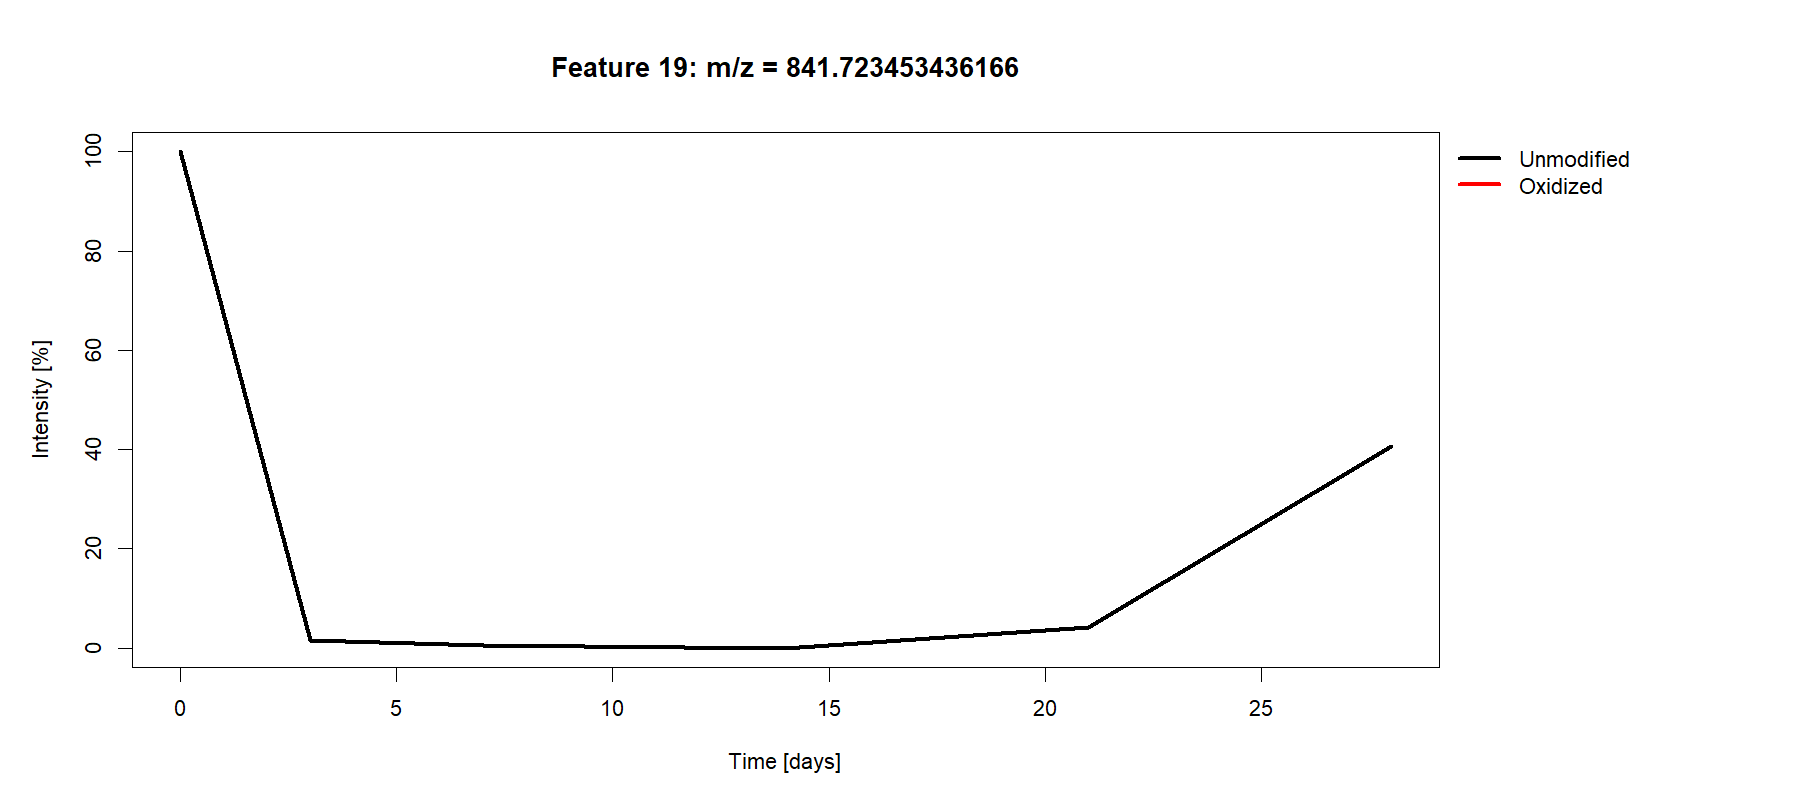 Feature 19: m/z = 841.723453436166
Unmodified
Oxidized
Intensity [%]
100
80
60
40
20
0
0 5 10 15 20 25
Time [days]